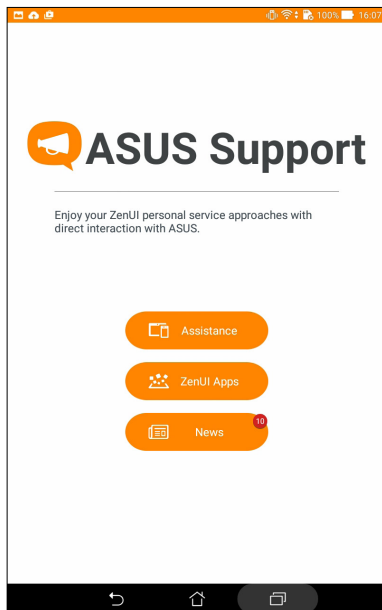 100% 16:07
ASUS Support
Enjoy your ZenUI personal service approaches with
direct interaction with ASUS.
Assistance
ZenUI Apps
10
News